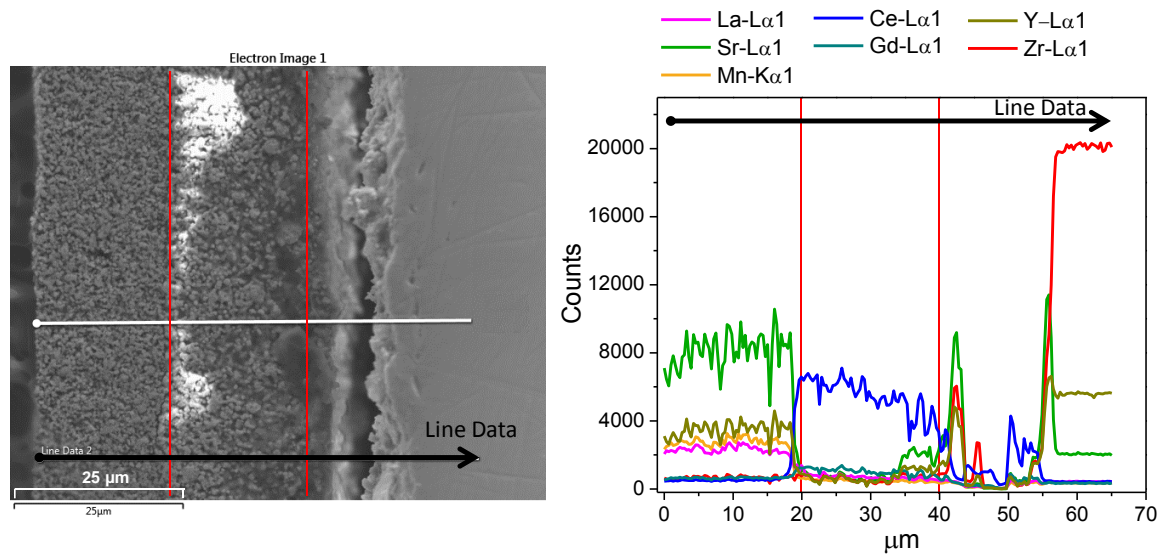 Electron Image 1
Line Data
Line Data 2
25 µm
25µm
La-Lα1
Ce-Lα1
Y–Lα1
Sr-Lα1
Gd-Lα1
Zr-Lα1
Mn-Kα1
Line Data
20000
16000
12000
8000
4000
0
Counts
0 10 20 30 40 50 60 70
µm